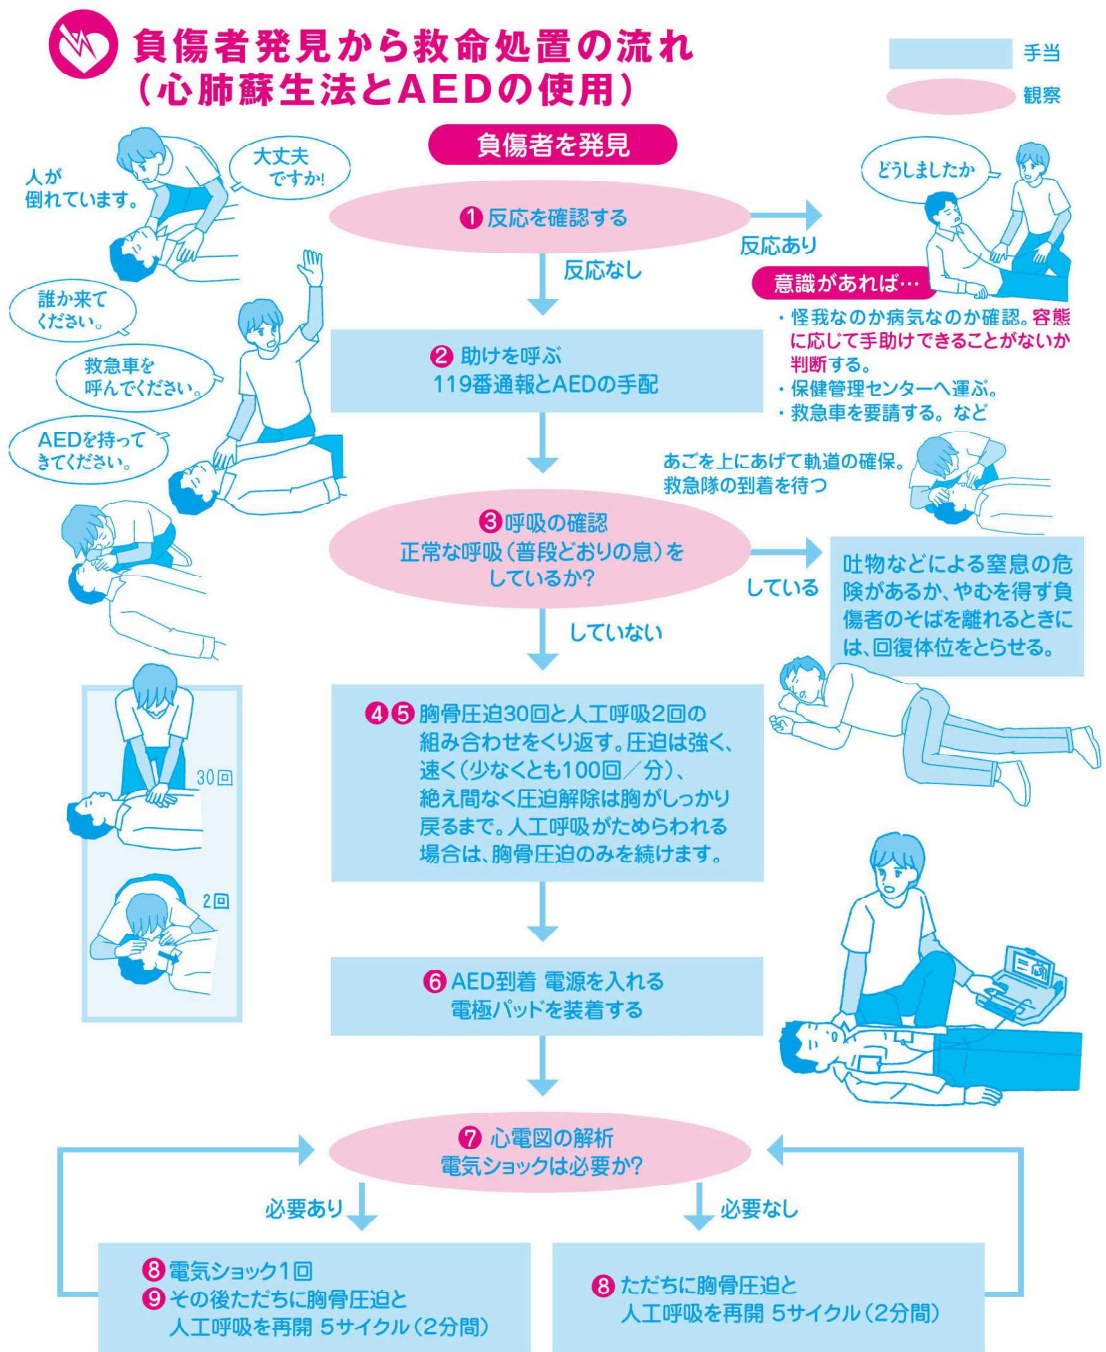 負傷者発見から救命処置の流れ
(心肺蘇生法とAEDの使用)
手当
観察
負傷者を発見
人が
倒れています。
大丈夫
ですか!
❶反応を確認する
反応あり
反応なし
どうしましたか
意識があれば…
・怪我なのか病気なのか確認。容態
に応じて手助けできることがないか
判断する。
・保健管理センターへ運ぶ。
・救急車を要請する。など
誰か来て
ください。
救急車を
呼んでください。
AEDを持って
きてください。
❷助けを呼ぶ
119番通報とAEDの手配
あごを上にあげて軌道の確保。
救急隊の到着を待つ
❸呼吸の確認
正常な呼吸(普段どおりの息)を
しているか?
している
していない
吐物などによる窒息の危
険があるか、やむを得ず負
傷者のそばを離れるときに
は、回復体位をとらせる。
30回
2回
❹❺胸骨圧迫30回と人工呼吸2回の
組み合わせをくり返す。圧迫は強く、
速く(少なくとも100回/分)、
絶え間なく圧迫解除は胸がしっかり
戻るまで。人工呼吸がためらわれる
場合は、胸骨圧迫のみを続けます。
❻AED到着 電源を入れる
電極パッドを装着する
❼心電図の解析
電気ショックは必要か?
必要あり
必要なし
❽電気ショック1回
❾その後ただちに胸骨圧迫と
人工呼吸を再開 5サイクル(2分間)
❽ただちに胸骨圧迫と
人工呼吸を再開 5サイクル(2分間)